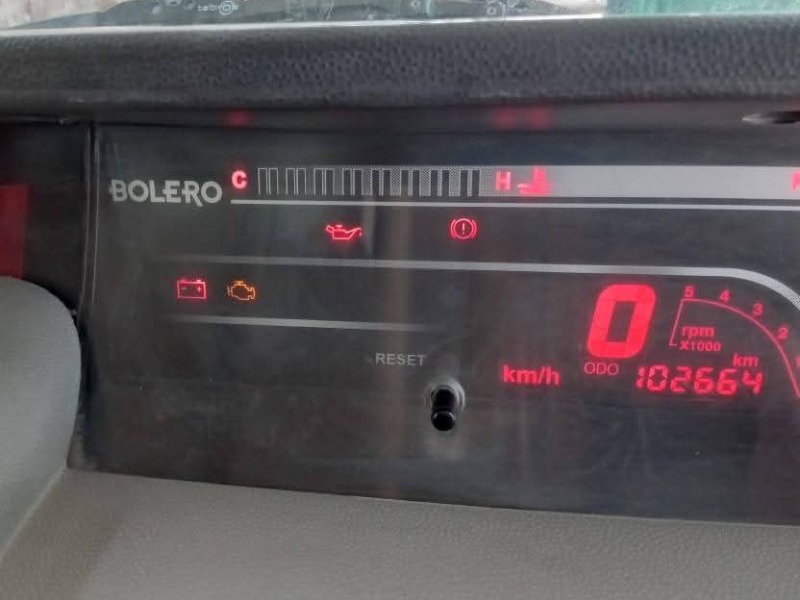 BOLERO C H
RESET
km/h
0
ODO 102664 km
5 4 3 2
rpm
X1000